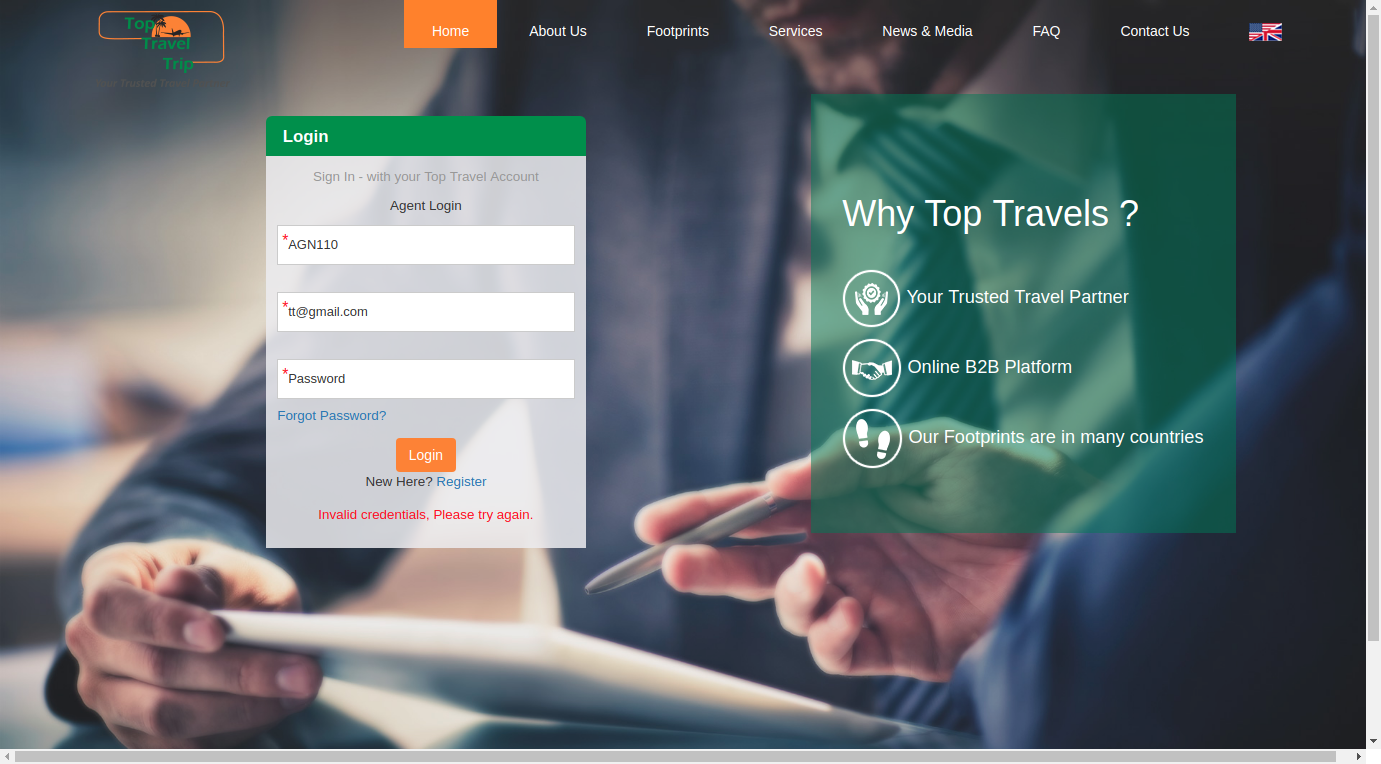 Top
Travel
Trip
Home
About Us
Footprints
Services
News & Media
FAQ
Contact Us
Login
Sign In - with your Top Travel Account
Agent Login
*AGN110
*tt@gmail.com
*Password
Forgot Password?
Login
New Here? Register
Invalid credentials, Please try again.
Why Top Travels ?
Your Trusted Travel Partner
Online B2B Platform
Our Footprints are in many countries